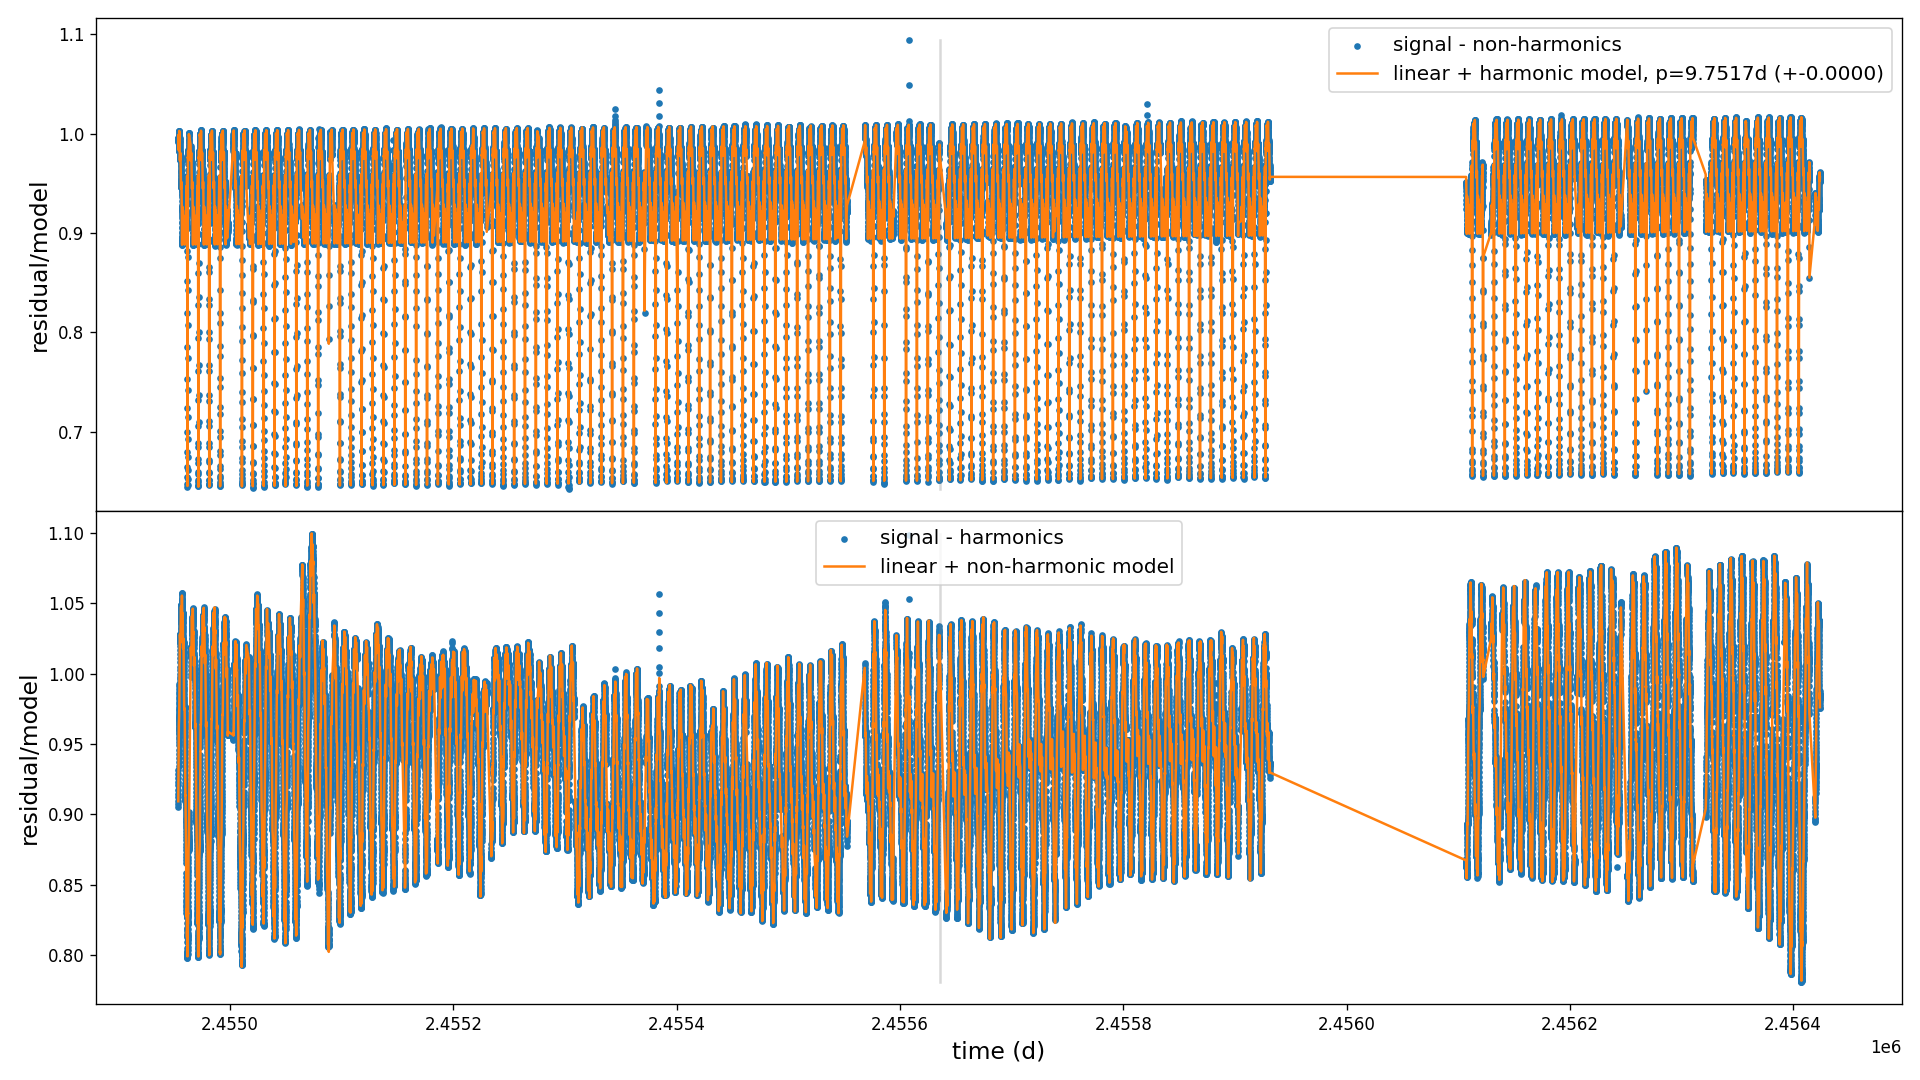 1.1
1.0
0.9
0.8
0.7
residual/model
signal - non-harmonics
linear + harmonic model, p=9.7517d (+-0.0000)
1.10
1.05
1.00
0.95
0.90
0.85
0.80
residual/model
signal - harmonics
linear + non-harmonic model
2.4550
2.4552
2.4554
2.4556
2.4558
2.4560
2.4562
2.4564
1e6
time (d)